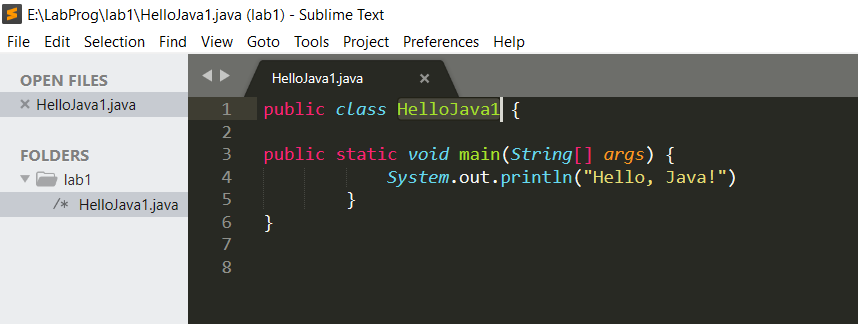 E:\LabProg\lab1\HelloJava1.java (lab1) - Sublime Text
File Edit Selection Find View Goto Tools Project Preferences Help
OPEN FILES
HelloJava1.java
FOLDERS
lab1
/* HelloJava1.java
HelloJava1.java
1 public class HelloJava1 {
2
3 public static void main(String[] args) {
4 System.out.println("Hello, Java!")
5 }
6 }
7
8